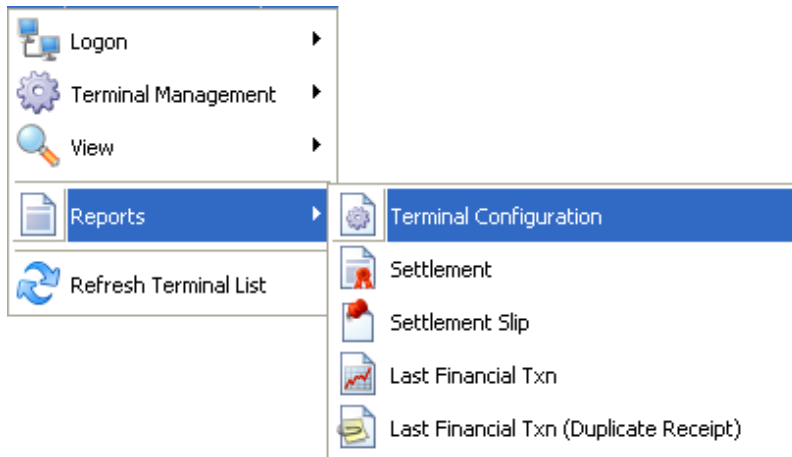 Logon
Terminal Management
View
Reports
Refresh Terminal List
Terminal Configuration
Settlement
Settlement Slip
Last Financial Txn
Last Financial Txn (Duplicate Receipt)